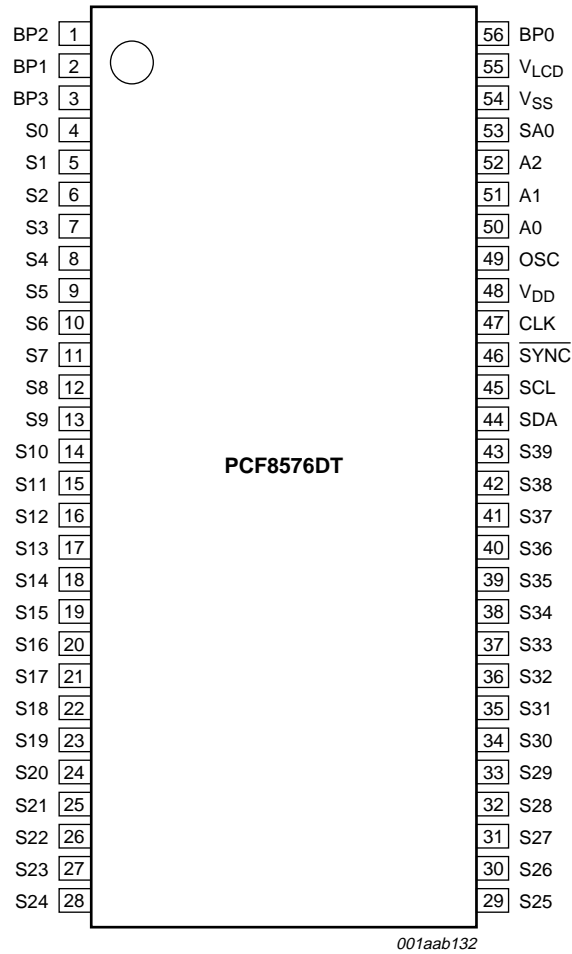 BP2 1 56 BP0
BP1 2 55 VLCD
BP3 3 54 VSS
S0 4 53 SA0
S1 5 52 A2
S2 6 51 A1
S3 7 50 A0
S4 8 49 OSC
S5 9 48 VDD
S6 10 47 CLK
S7 11 46 SYNC
S8 12 45 SCL
S9 13 44 SDA
S10 14 43 S39
PCF8576DT
S11 15 42 S38
S12 16 41 S37
S13 17 40 S36
S14 18 39 S35
S15 19 38 S34
S16 20 37 S33
S17 21 36 S32
S18 22 35 S31
S19 23 34 S30
S20 24 33 S29
S21 25 32 S28
S22 26 31 S27
S23 27 30 S26
S24 28 29 S25
001aab132